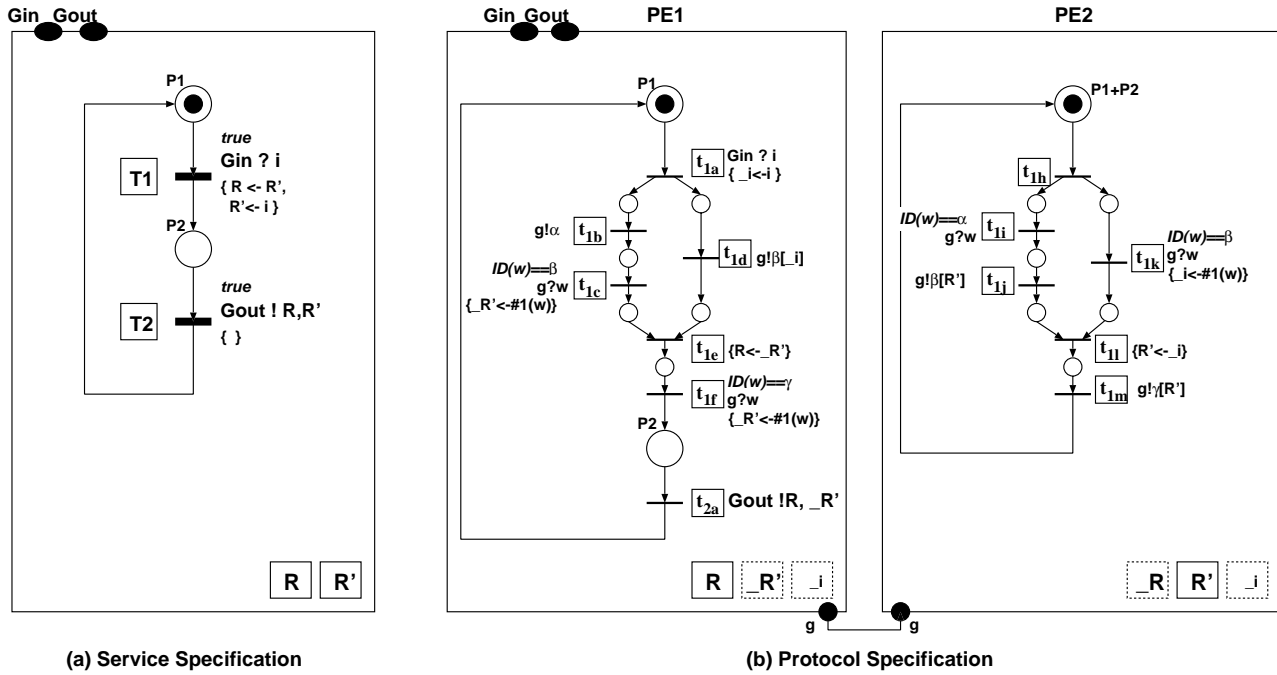 Gin Gout
P1
true
Gin ? i
{ R <- R’,
R’<- i }
T1
P2
true
Gout ! R,R’
{ }
T2
R R’
(a) Service Specification
Gin Gout PE1
P1
t1a
Gin ? i
{ _i<-i }
g!α
t1b
t1d
g!β[_i]
ID(w)==β
g?w
{_R’<-#1(w)}
t1c
t1e
{R<-_R’}
t1f
ID(w)==γ
g?w
{_R’<-#1(w)}
P2
t2a
Gout !R, _R’
R _R’ _i
g
PE2
P1+P2
t1h
ID(w)==α
g?w
t1i
ID(w)==β
g?w
{_i<-#1(w)}
t1k
g!β[R’]
t1j
t1l
{R’<-_i}
t1m
g!γ[R’]
_R R’ _i
g
(b) Protocol Specification